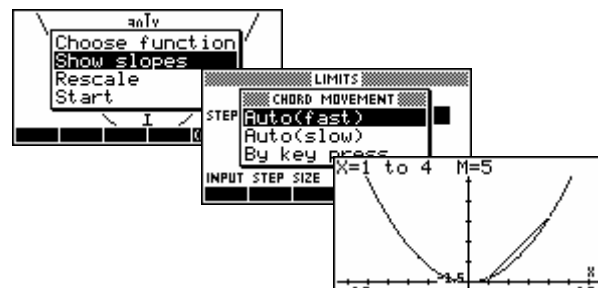 Choose function
Show slopes
Rescale
Start
LIMITS
CHORD MOVEMENT
STEP
Auto(fast)
Auto(slow)
By key press
INPUT STEP SIZE
X=1 to 4 M=5
X